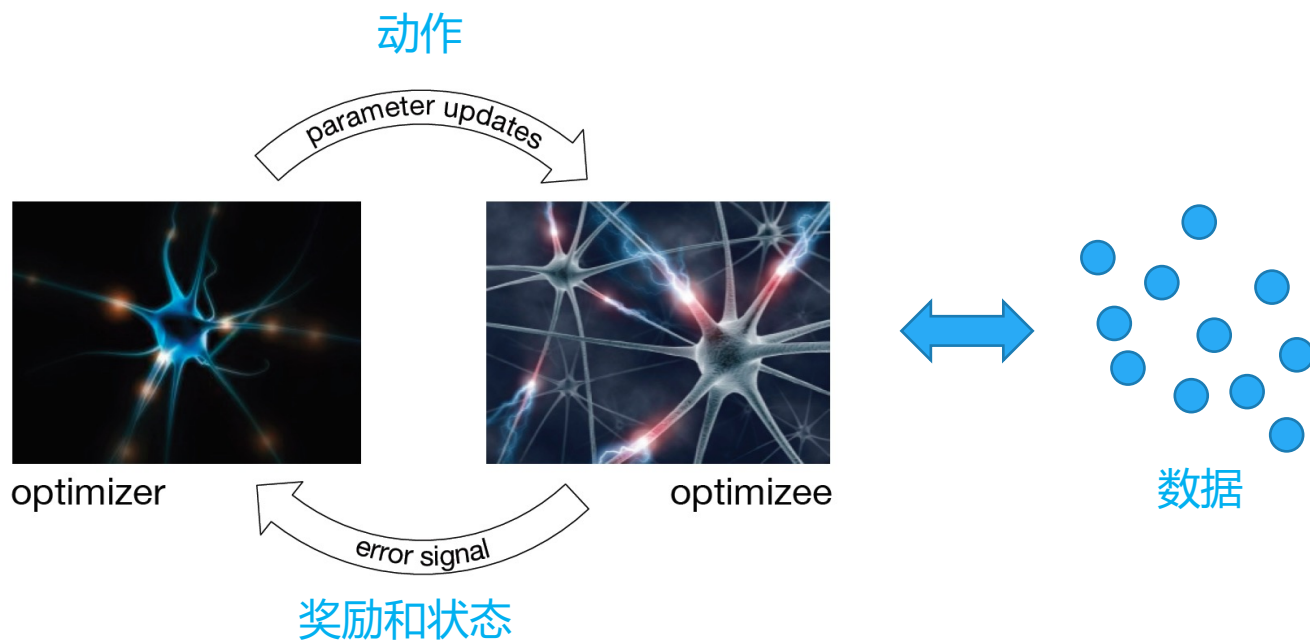 动作
parameter updates
optimizer
optimizee
error signal
奖励和状态
数据